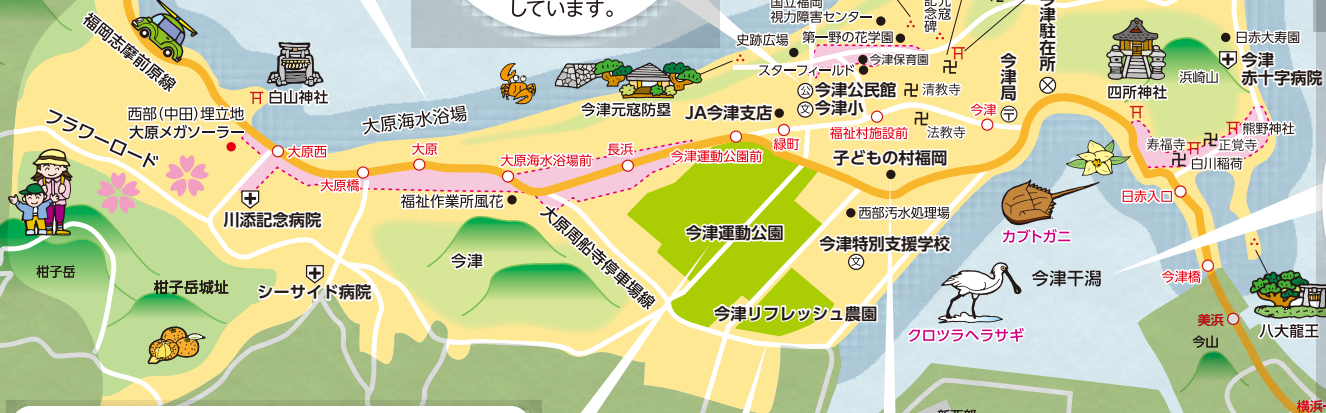 しています。
福岡志摩前原線
白山神社
西部(中田)埋立地
大原メガソーラー
フラワーロード
大原海水浴場
大原西
大原橋
大原
大原海水浴場前
長浜
今津運動公園前
緑町
福祉村施設前
今津
川添記念病院
福祉作業所風花
柑子岳
柑子岳城址
シーサイド病院
今津
大原周船寺停車場線
今津運動公園
今津リフレッシュ農園
今津元寇防塁
JA今津支店
史跡広場
国立福岡
視力障害センター
第一野の花学園
スターフィールド
今津保育園
公 今津公民館
文 今津小
清教寺
法教寺
記念碑
今津局
今津駐在所
子どもの村福岡
西部汚水処理場
今津特別支援学校
文
四所神社
浜崎山
日赤大寿園
今津
赤十字病院
熊野神社
寿福寺
正覚寺
白川稲荷
日赤入口
カブトガニ
クロツラヘラサギ
今津干潟
今津橋
美浜
今山
八大龍王